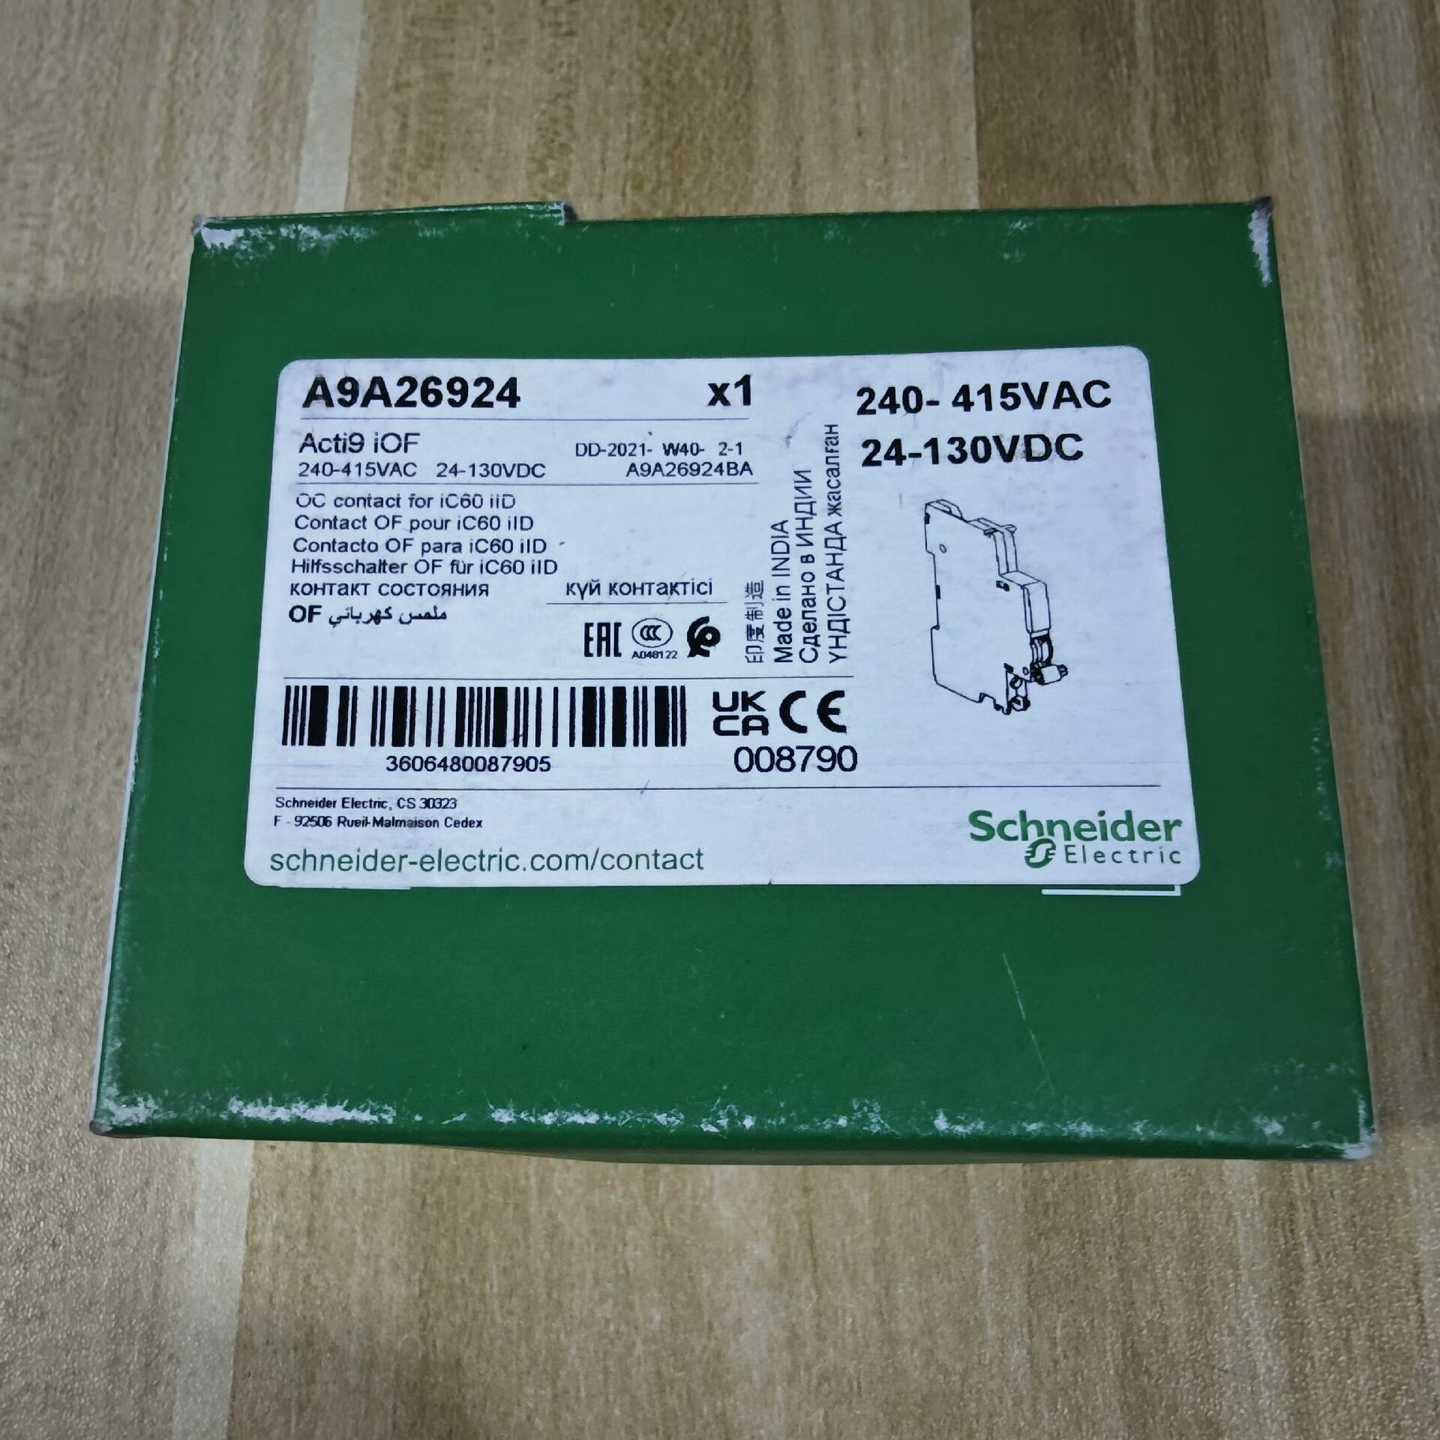 A9A26924 x1
240- 415VAC
24-130VDC
Acti9 iOF
DD-2021- W40- 2-1
240-415VAC 24-130VDC A9A26924BA
OC contact for iC60 iID
Contact OF pour iC60 iID
Contacto OF para iC60 iID
Hilfsschalter OF für iC60 iID
контакт состояния күй контактісі
OF ملمس كهربائي
印度制造
Made in INDIA
Сделано в ИНДИИ
ҮНДІСТАНДА жасалған
EAC CCC
A048122
UK
CA CE
3606480087905 008790
Schneider Electric, CS 30323
F - 92506 Rueil-Malmaison Cedex
schneider-electric.com/contact
Schneider
Electric